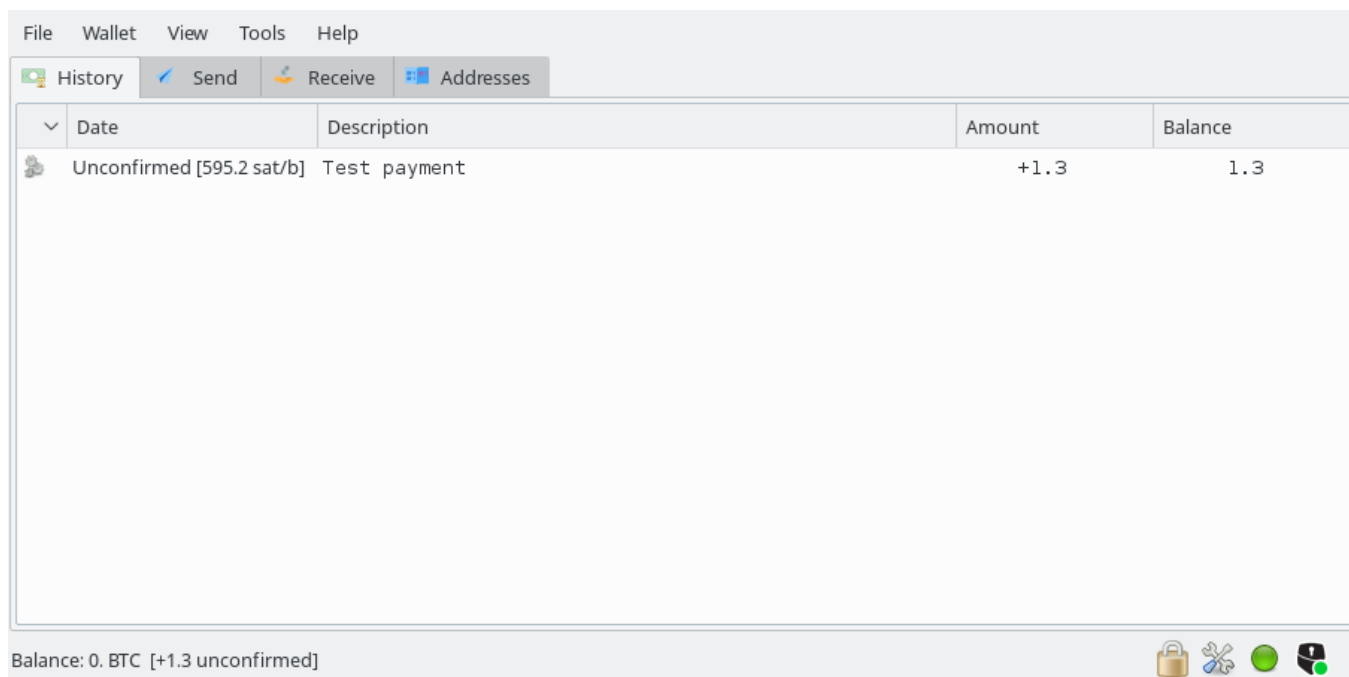 File Wallet View Tools Help
History Send Receive Addresses
Date Description Amount Balance
Unconfirmed [595.2 sat/b] Test payment +1.3 1.3
Balance: 0. BTC [+1.3 unconfirmed]